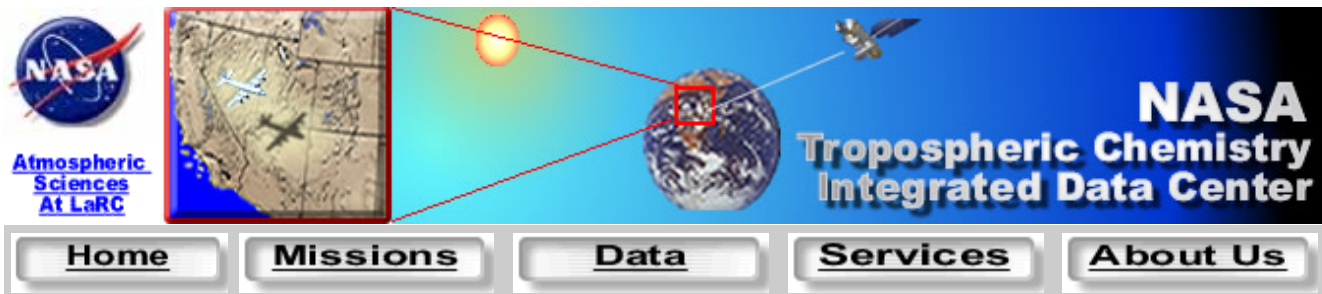 NASA
Atmospheric
Sciences
At LaRC
NASA
Tropospheric Chemistry
Integrated Data Center
Home
Missions
Data
Services
About Us